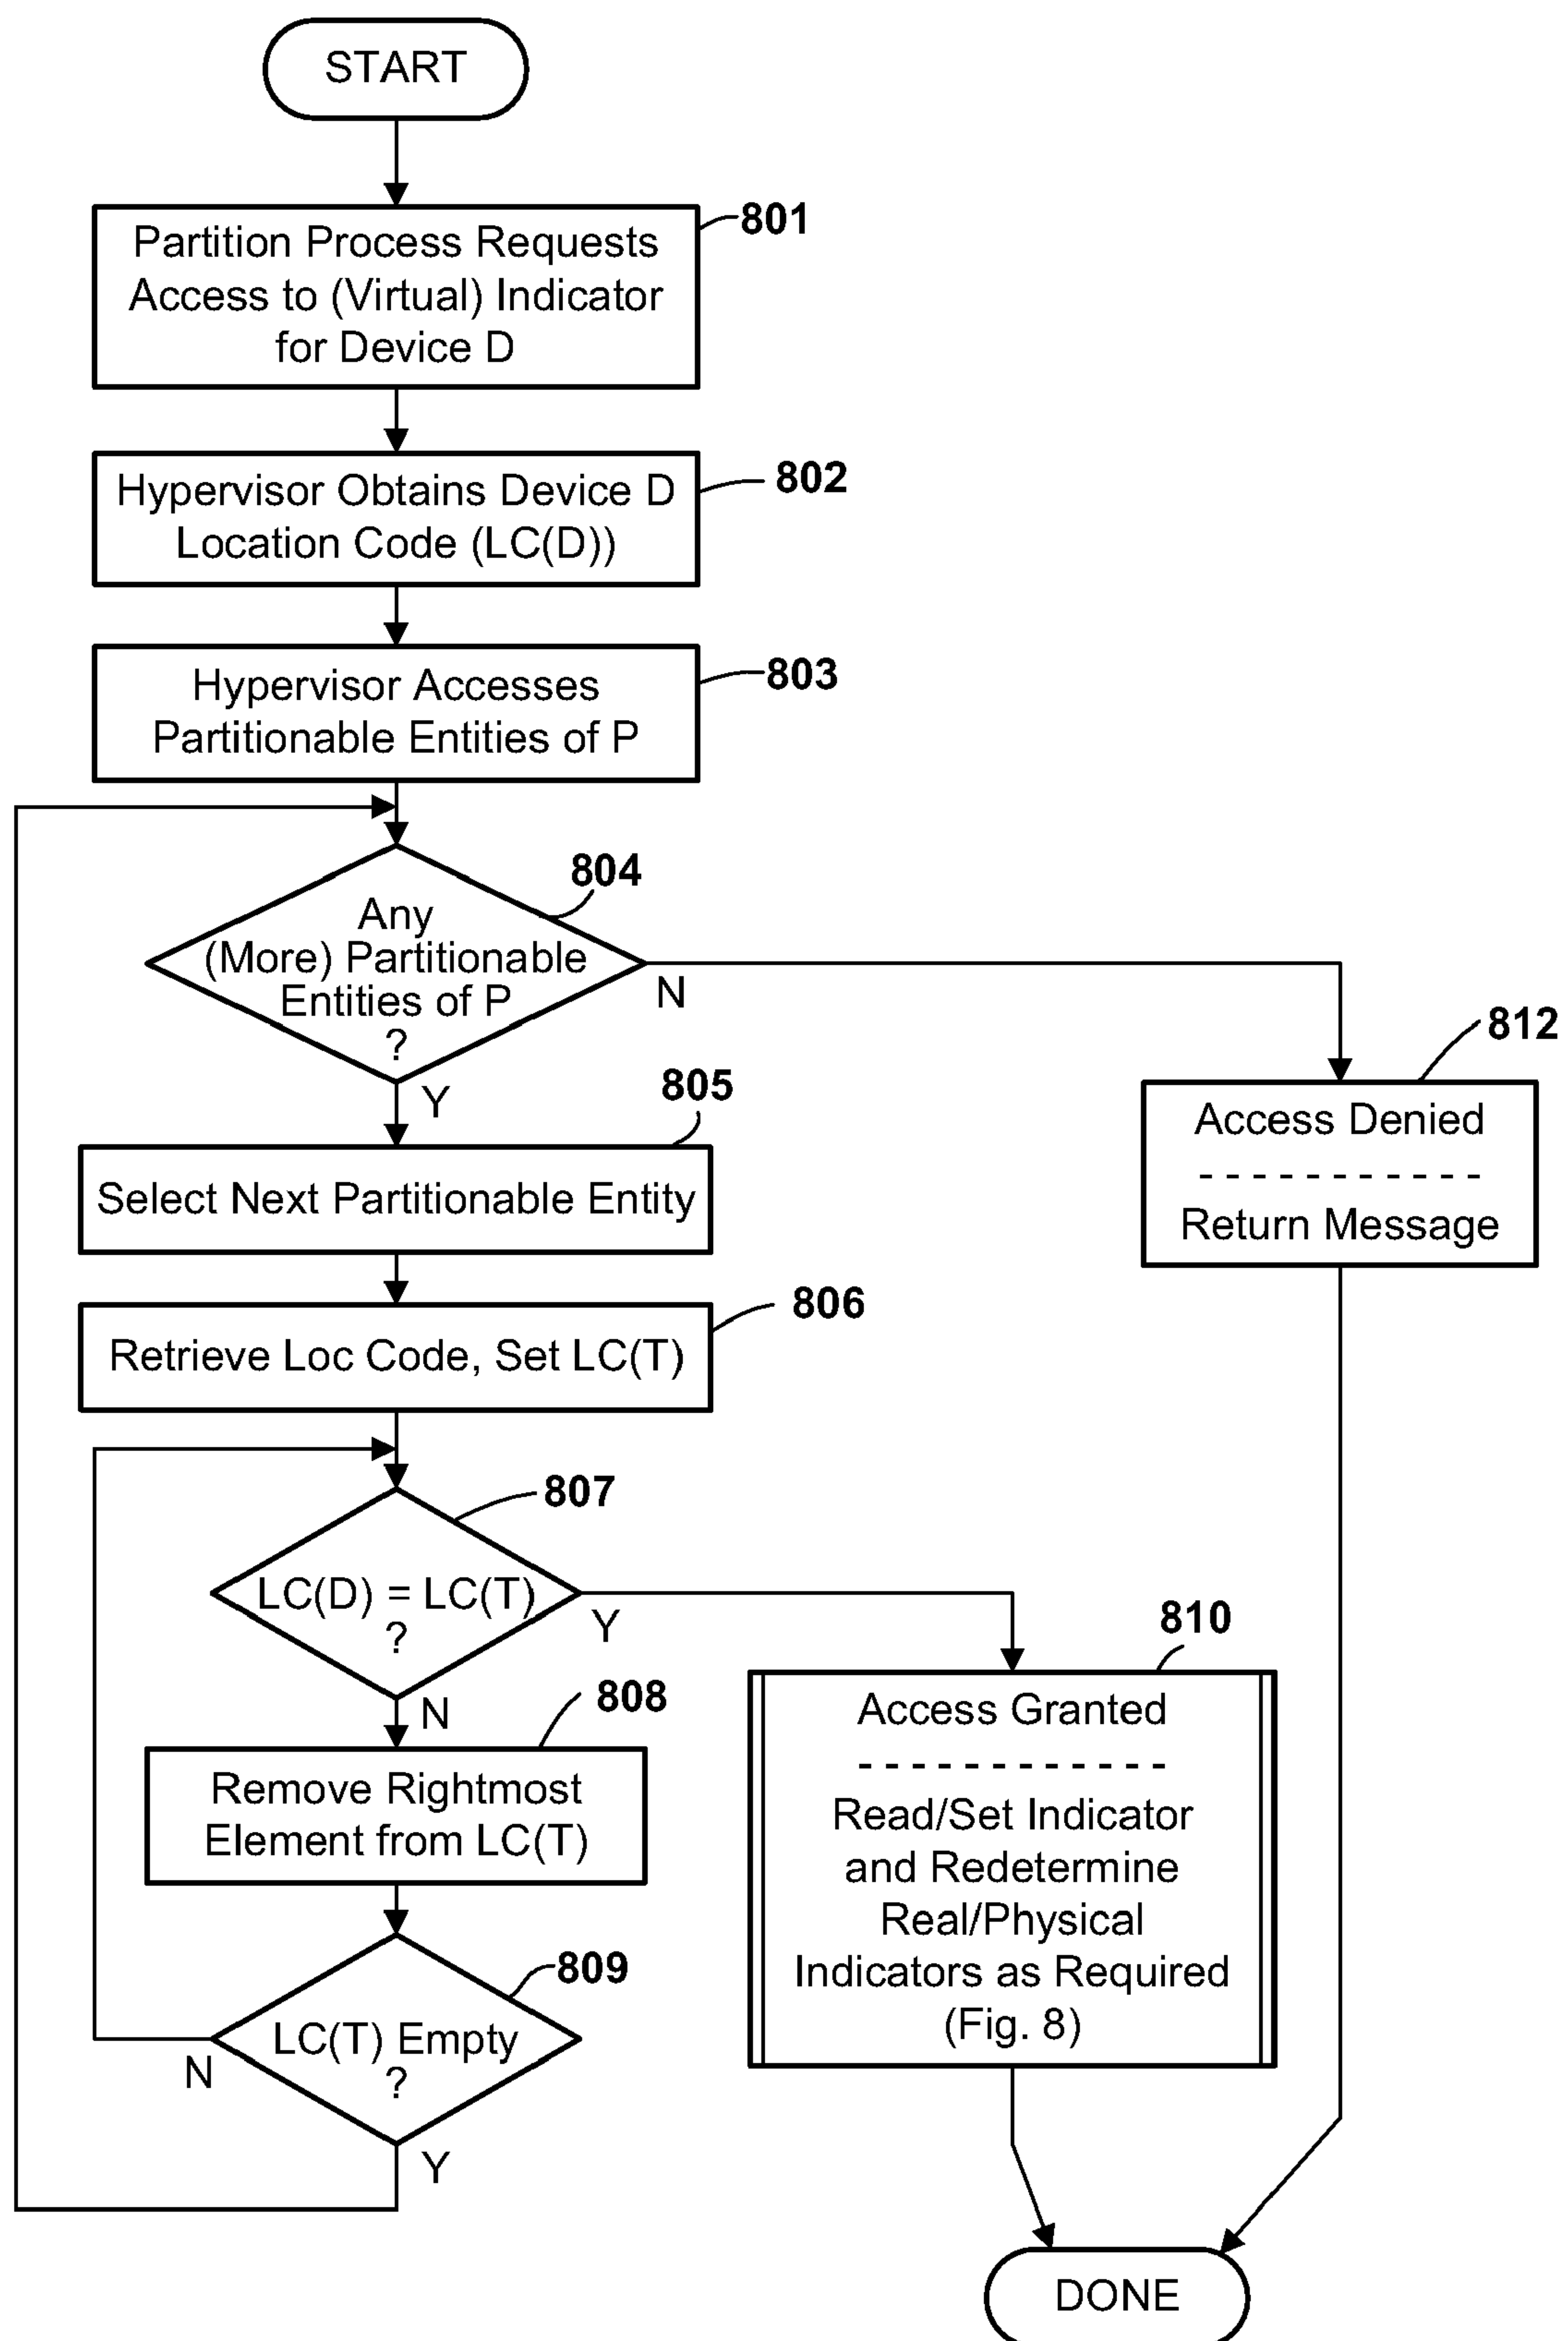 START
801
Partition Process Requests
Access to (Virtual) Indicator
for Device D
802
Hypervisor Obtains Device D
Location Code (LC(D))
803
Hypervisor Accesses
Partitionable Entities of P
804
Any
(More) Partitionable
Entities of P
?
N
Y
812
Access Denied
- - - - - - - - - - -
Return Message
805
Select Next Partitionable Entity
806
Retrieve Loc Code, Set LC(T)
807
LC(D) = LC(T)
?
Y
N
810
Access Granted
- - - - - - - - - - - -
Read/Set Indicator
and Redetermine
Real/Physical
Indicators as Required
(Fig. 8)
808
Remove Rightmost
Element from LC(T)
809
LC(T) Empty
?
N
Y
DONE